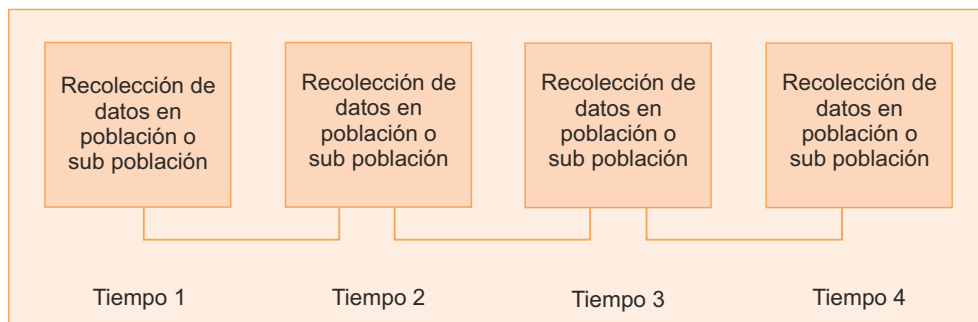 Recolección de
datos en
población o
sub población
Recolección de
datos en
población o
sub población
Recolección de
datos en
población o
sub población
Recolección de
datos en
población o
sub población
Tiempo 1
Tiempo 2
Tiempo 3
Tiempo 4